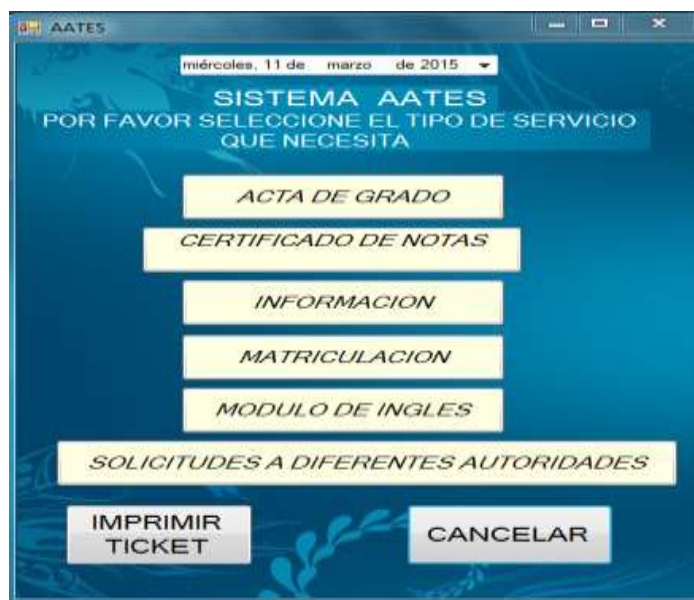 AATES
miércoles, 11 de marzo de 2015
SISTEMA AATES
POR FAVOR SELECCIONE EL TIPO DE SERVICIO
QUE NECESITA
ACTA DE GRADO
CERTIFICADO DE NOTAS
INFORMACION
MATRICULACION
MODULO DE INGLES
SOLICITUDES A DIFERENTES AUTORIDADES
IMPRIMIR
TICKET
CANCELAR